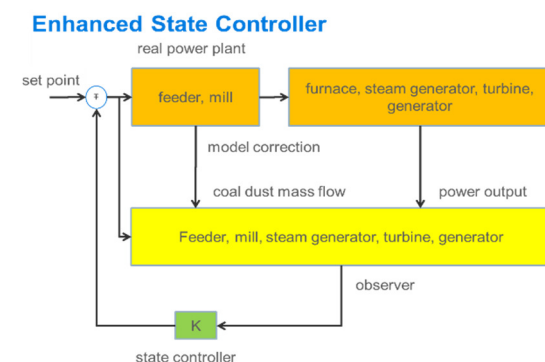 Enhanced State Controller
real power plant
set point
feeder, mill
furnace, steam generator, turbine,
generator
model correction
coal dust mass flow
power output
Feeder, mill, steam generator, turbine, generator
observer
K
state controller